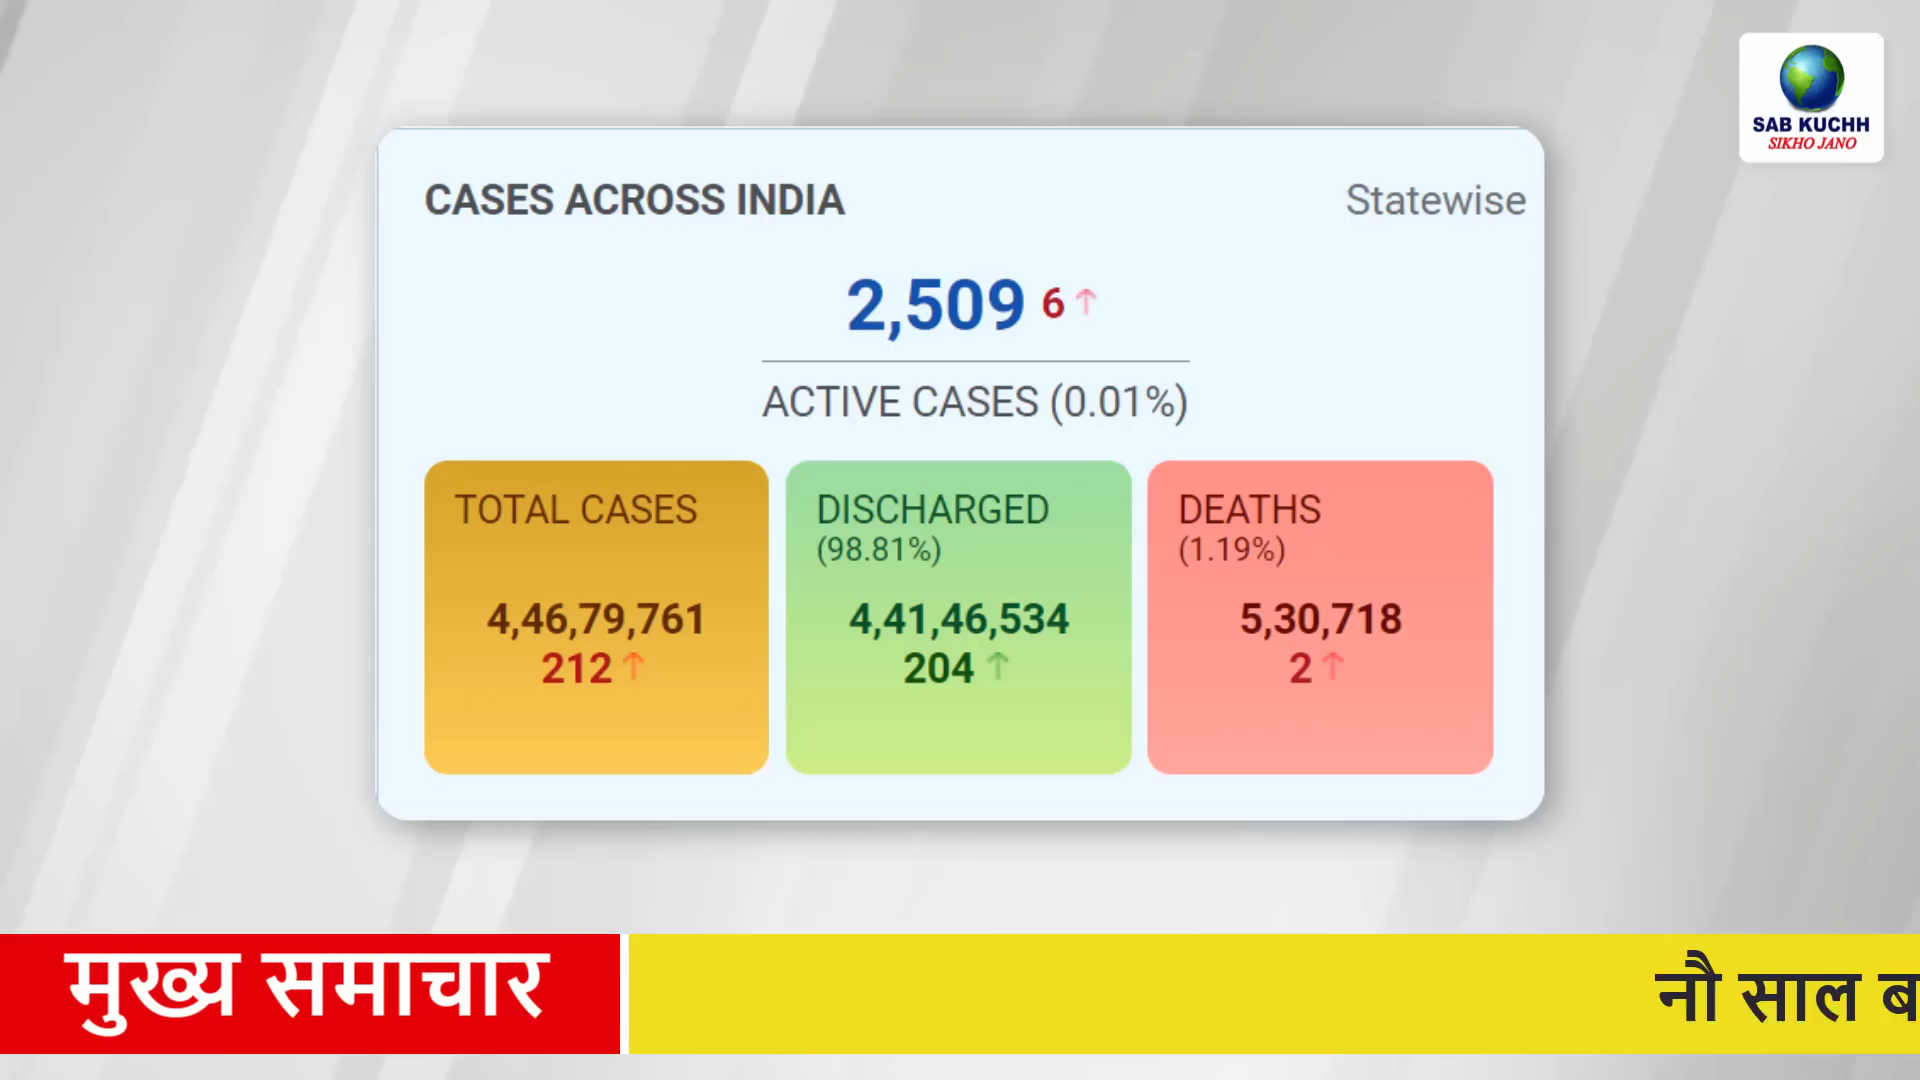 SAB KUCHH
SIKHO JANO
CASES ACROSS INDIA
Statewise
2,509 6↑
ACTIVE CASES (0.01%)
TOTAL CASES
4,46,79,761
212↑
DISCHARGED
(98.81%)
4,41,46,534
204↑
DEATHS
(1.19%)
5,30,718
2↑
मुख्य समाचार
नौ साल ब